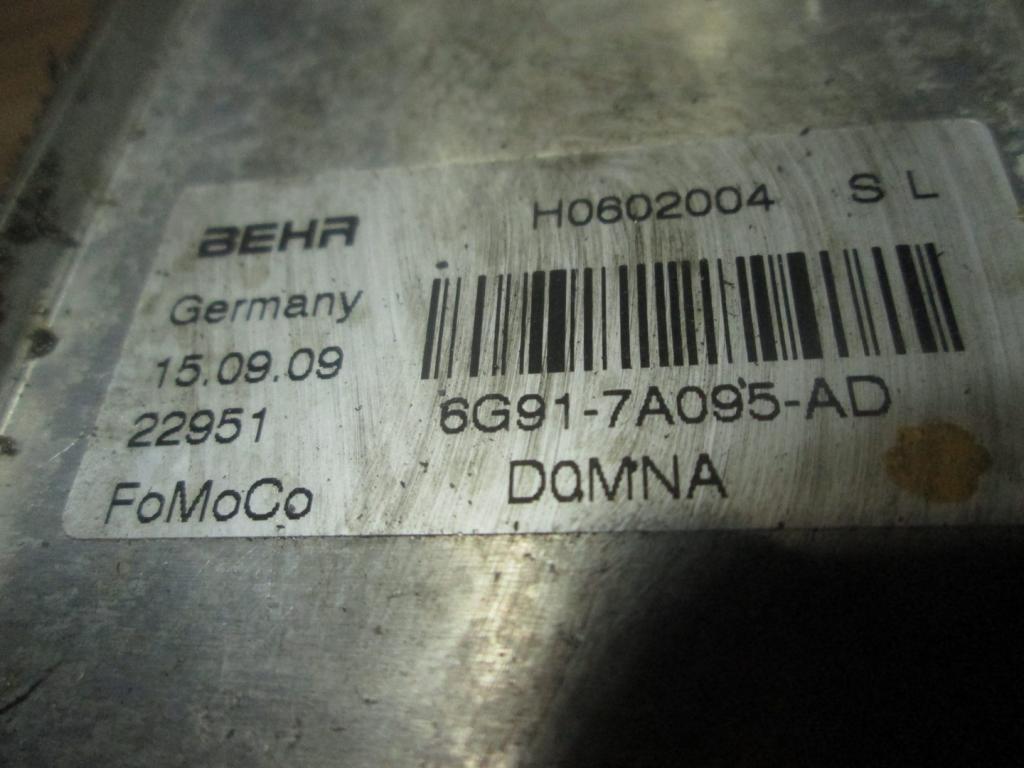 BEHR H0602004 S L
Germany
15.09.09
22951 6G91-7A095-AD
FoMoCo DQMNA